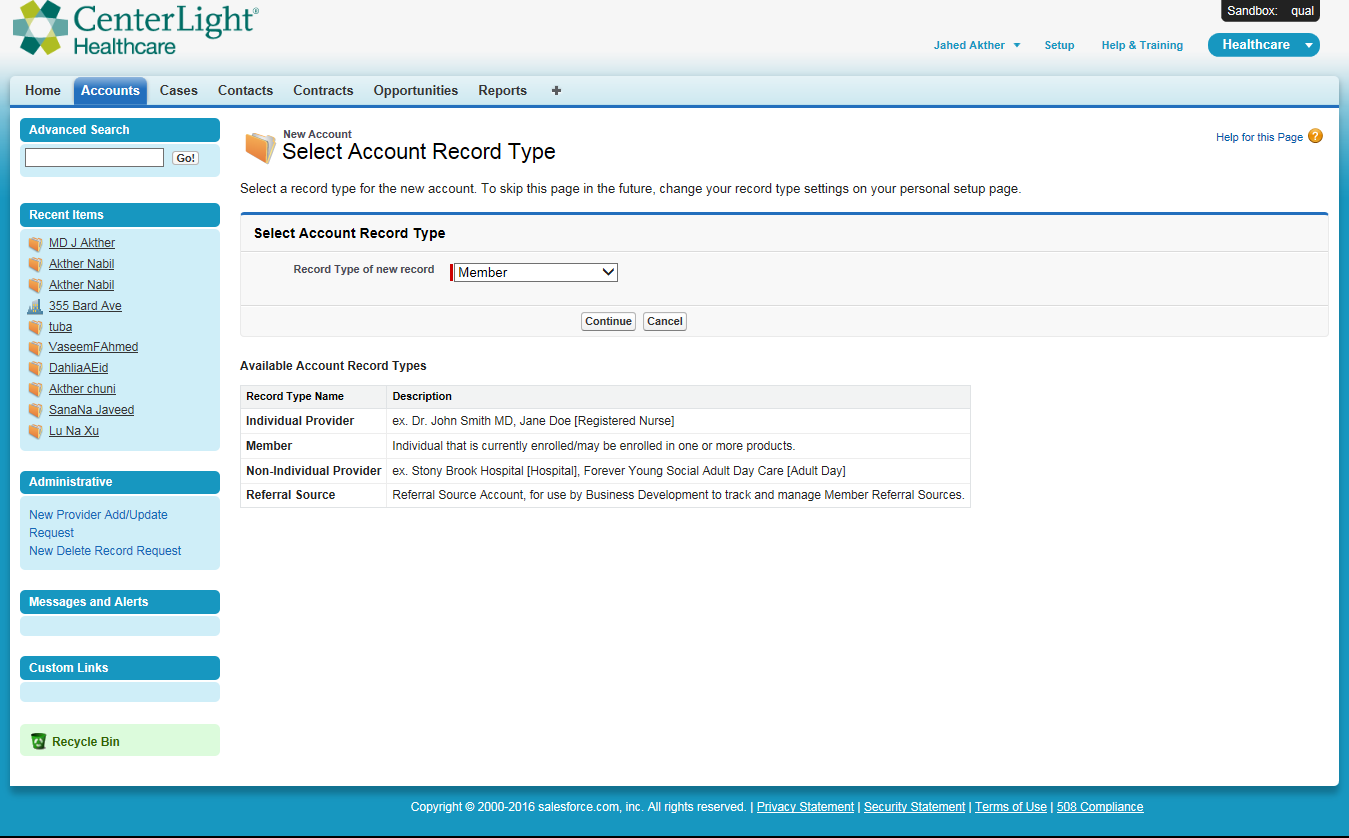 CenterLight®
Healthcare
Sandbox: qual
Jahed Akther Setup Help & Training Healthcare
Home Accounts Cases Contacts Contracts Opportunities Reports +
Advanced Search
Go!
Recent Items
MD J Akther
Akther Nabil
Akther Nabil
355 Bard Ave
tuba
VaseemFAhmed
DahliaAEid
Akther chuni
SanaNa Javeed
Lu Na Xu
Administrative
New Provider Add/Update
Request
New Delete Record Request
Messages and Alerts
Custom Links
Recycle Bin
New Account
Select Account Record Type
Help for this Page ?
Select a record type for the new account. To skip this page in the future, change your record type settings on your personal setup page.
Select Account Record Type
Record Type of new record Member
Continue Cancel
Available Account Record Types
Record Type Name Description
Individual Provider ex. Dr. John Smith MD, Jane Doe [Registered Nurse]
Member Individual that is currently enrolled/may be enrolled in one or more products.
Non-Individual Provider ex. Stony Brook Hospital [Hospital], Forever Young Social Adult Day Care [Adult Day]
Referral Source Referral Source Account, for use by Business Development to track and manage Member Referral Sources.
Copyright © 2000-2016 salesforce.com, inc. All rights reserved. | Privacy Statement | Security Statement | Terms of Use | 508 Compliance